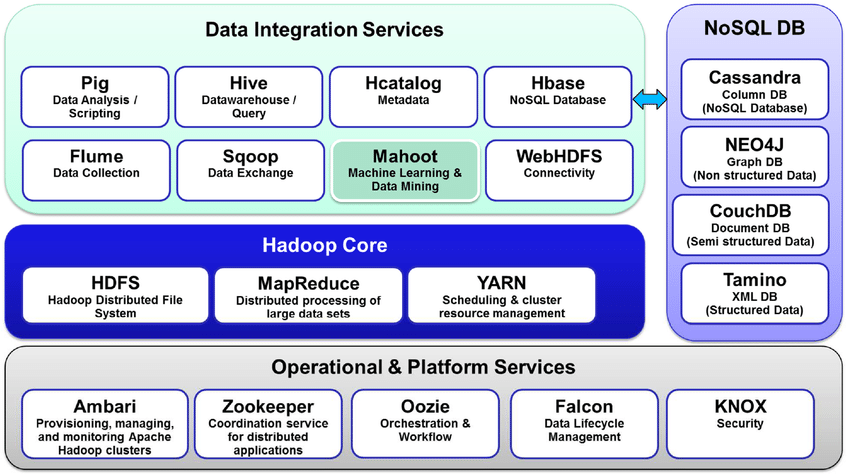 Data Integration Services
Pig
Data Analysis /
Scripting
Hive
Datawarehouse /
Query
Hcatalog
Metadata
Hbase
NoSQL Database
Flume
Data Collection
Sqoop
Data Exchange
Mahoot
Machine Learning &
Data Mining
WebHDFS
Connectivity
NoSQL DB
Cassandra
Column DB
(NoSQL Database)
NEO4J
Graph DB
(Non structured Data)
CouchDB
Document DB
(Semi structured Data)
Tamino
XML DB
(Structured Data)
Hadoop Core
HDFS
Hadoop Distributed File
System
MapReduce
Distributed processing of
large data sets
YARN
Scheduling & cluster
resource management
Operational & Platform Services
Ambari
Provisioning, managing,
and monitoring Apache
Hadoop clusters
Zookeeper
Coordination service
for distributed
applications
Oozie
Orchestration &
Workflow
Falcon
Data Lifecycle
Management
KNOX
Security